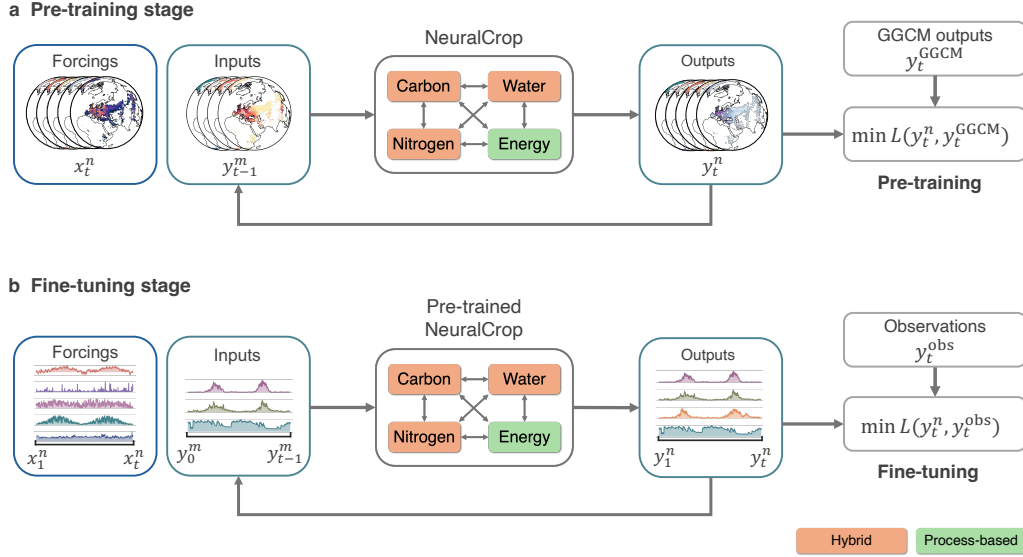 a Pre-training stage
Forcings
x_t^n
Inputs
y_{t-1}^m
NeuralCrop
Carbon
Water
Nitrogen
Energy
Outputs
y_t^n
GGCM outputs
y_t^{GGCM}
min L(y_t^n, y_t^{GGCM})
Pre-training
b Fine-tuning stage
Forcings
x_1^n x_t^n
Inputs
y_0^m y_{t-1}^m
Pre-trained
NeuralCrop
Carbon
Water
Nitrogen
Energy
Outputs
y_1^n y_t^n
Observations
y_t^{obs}
min L(y_t^n, y_t^{obs})
Fine-tuning
Hybrid
Process-based